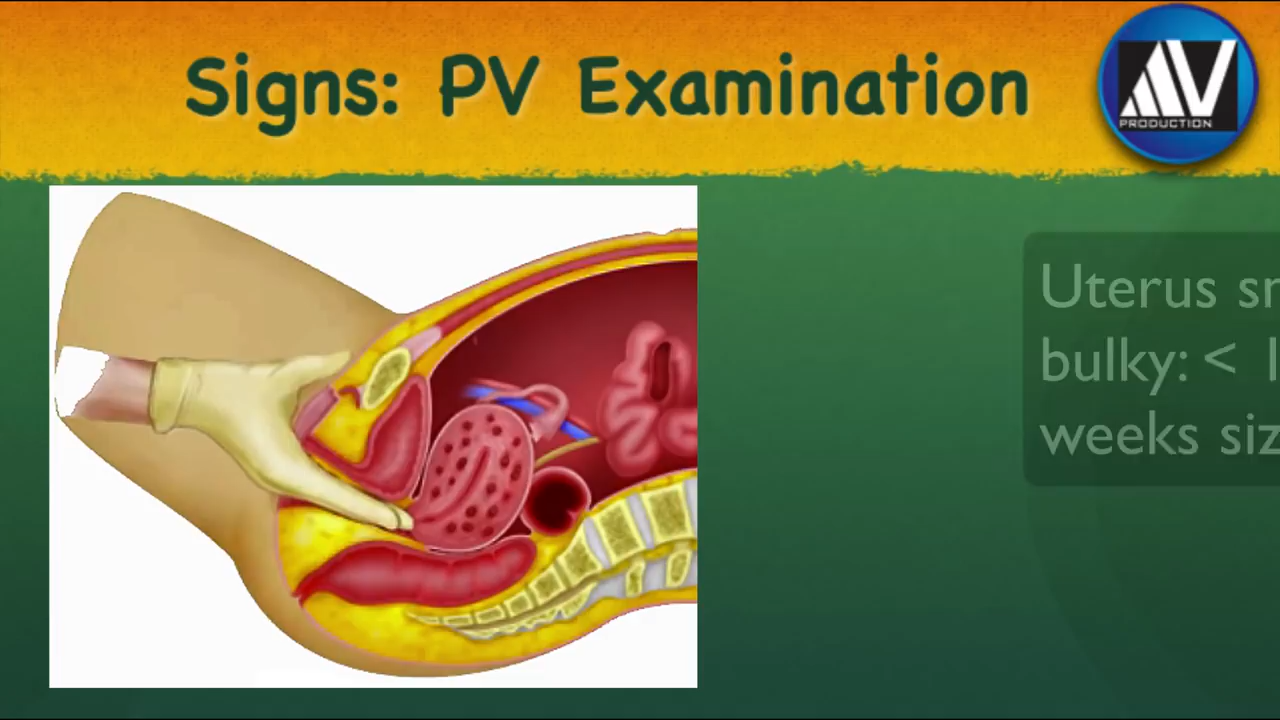 Signs: PV Examination
AV
PRODUCTION
Uterus
bulky: <
weeks